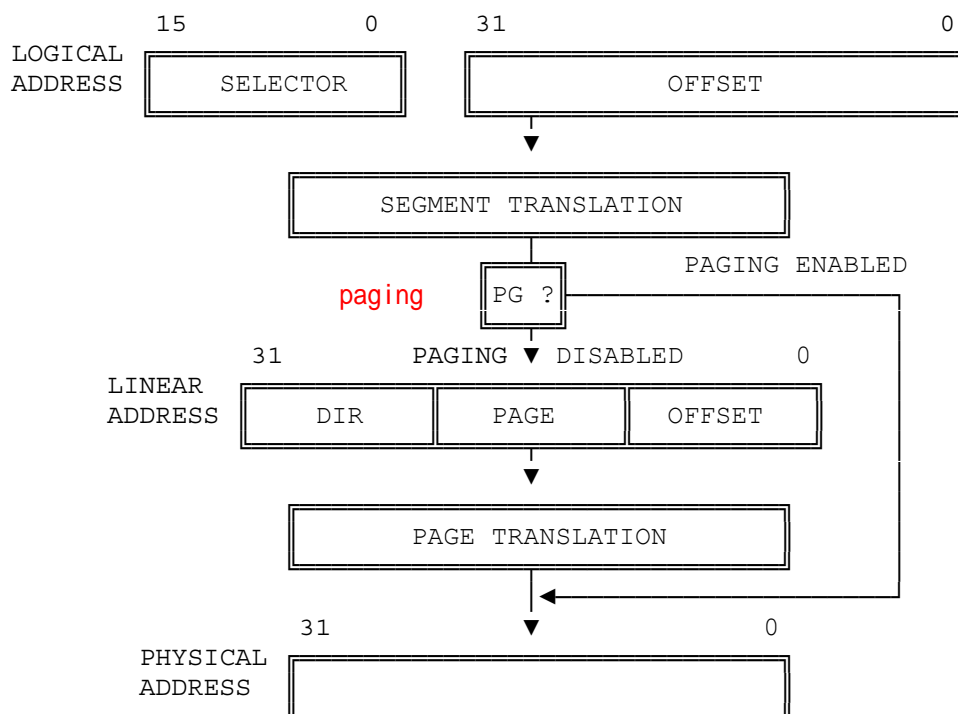 15 0 31 0
LOGICAL
ADDRESS SELECTOR OFFSET
SEGMENT TRANSLATION
PAGING ENABLED
paging PG ?
31 PAGING DISABLED 0
LINEAR
ADDRESS DIR PAGE OFFSET
PAGE TRANSLATION
31 0
PHYSICAL
ADDRESS